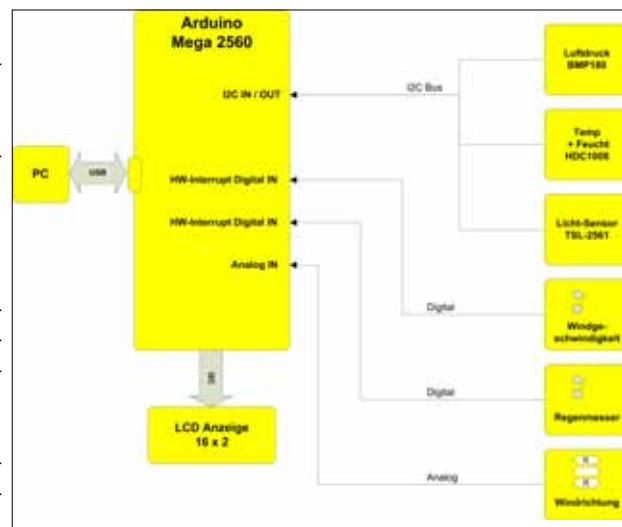 Arduino
Mega 2560
I2C IN / OUT
HW-Interrupt Digital IN
HW-Interrupt Digital IN
Analog IN
PC
USB
LCD Anzeige
16 x 2
I2C Bus
Digital
Digital
Analog
Luftdruck
BMP180
Temp
+ Feucht
HDC1008
Licht-Sensor
TSL-2561
Windge-
schwindigkeit
Regenmesser
Windrichtung